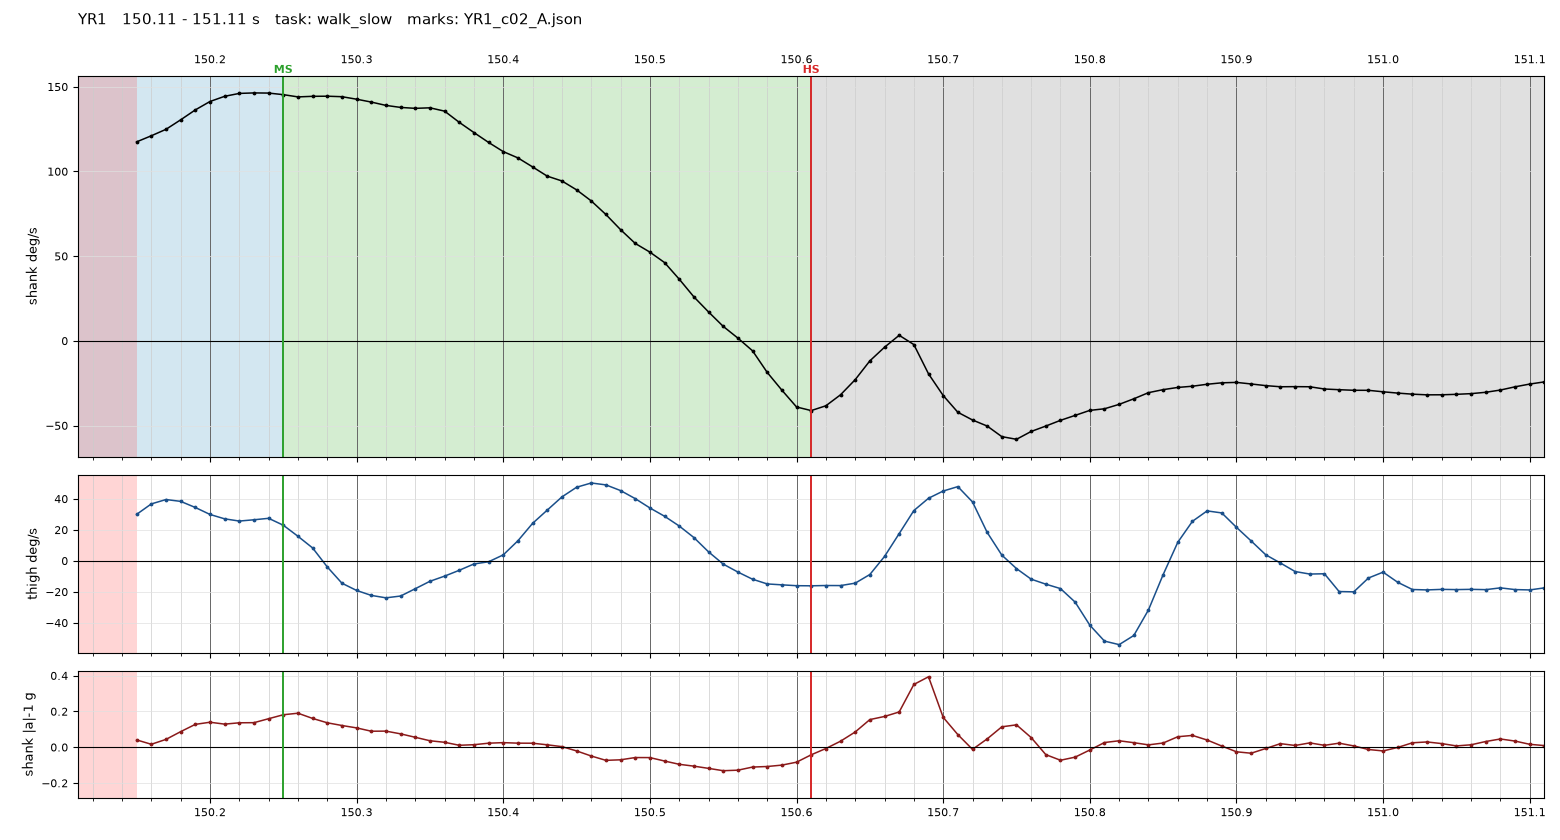 YR1   150.11 - 151.11 s   task: walk_slow   marks: YR1_c02_A.json
150.2 150.3 150.4 150.5 150.6 150.7 150.8 150.9 151.0 151.1
MS HS
shank deg/s
150
100
50
0
−50
thigh deg/s
40
20
0
−20
−40
shank |a|-1 g
0.4
0.2
0.0
−0.2
150.2 150.3 150.4 150.5 150.6 150.7 150.8 150.9 151.0 151.1